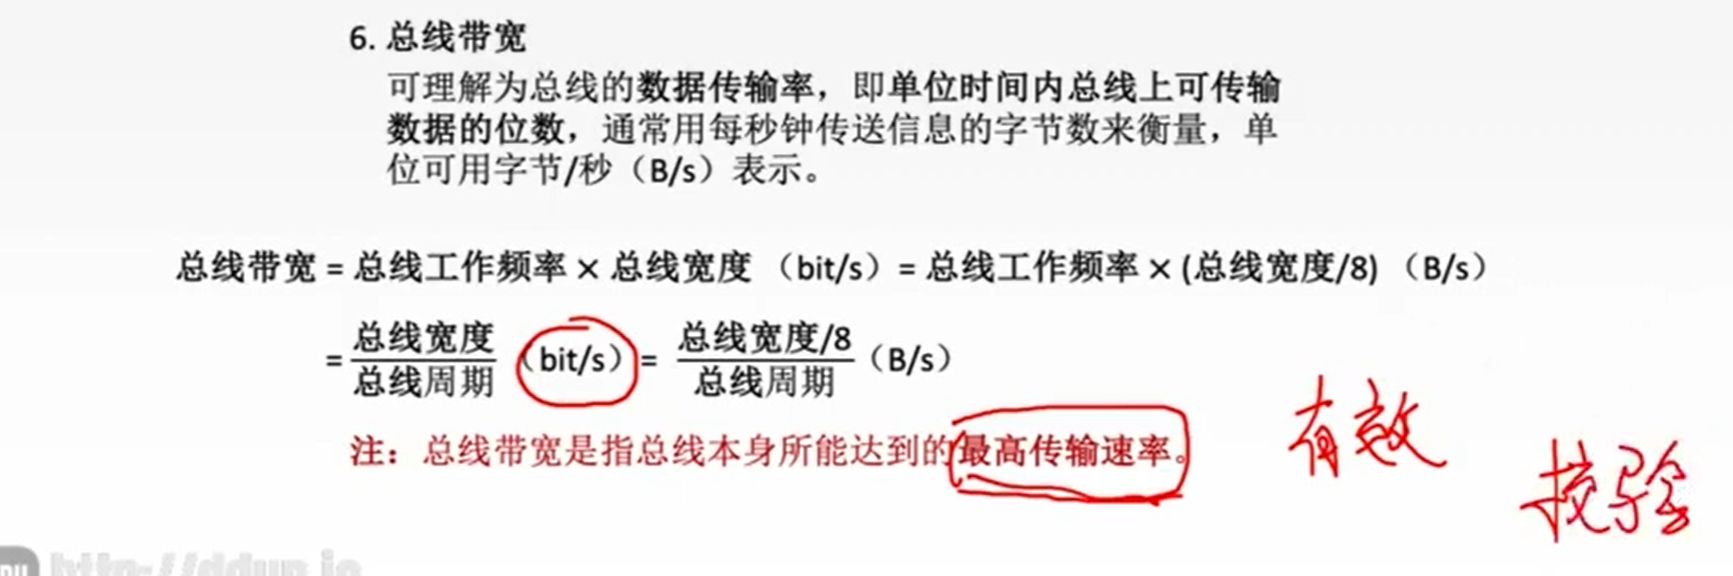 6. 总线带宽
可理解为总线的数据传输率，即单位时间内总线上可传输
数据的位数，通常用每秒钟传送信息的字节数来衡量，单
位可用字节/秒（B/s）表示。
总线带宽 = 总线工作频率 × 总线宽度 （bit/s）= 总线工作频率 × (总线宽度/8) （B/s）
= 总线宽度/总线周期 （bit/s）= 总线宽度/8/总线周期 （B/s）
注：总线带宽是指总线本身所能达到的最高传输速率。
有效
校验